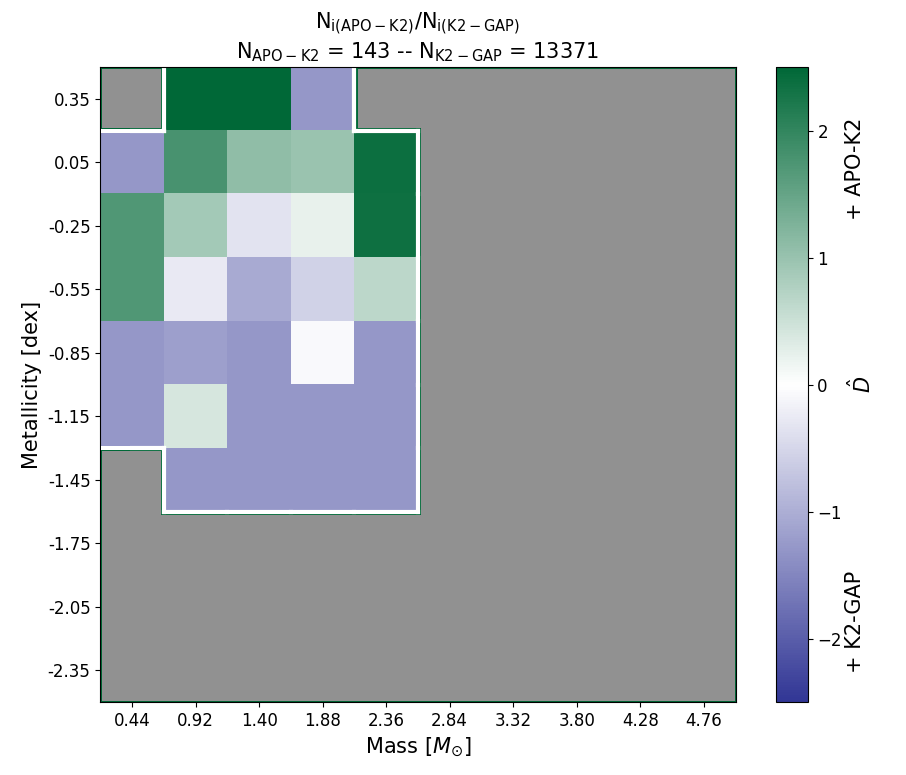 N_i(APO−K2)/N_i(K2−GAP)
N_APO−K2 = 143 -- N_K2−GAP = 13371
0.35
0.05
-0.25
-0.55
-0.85
-1.15
-1.45
-1.75
-2.05
-2.35
Metallicity [dex]
0.44 0.92 1.40 1.88 2.36 2.84 3.32 3.80 4.28 4.76
Mass [M_⊙]
2
1
0
−1
−2
+ APO-K2
D̂
+ K2-GAP